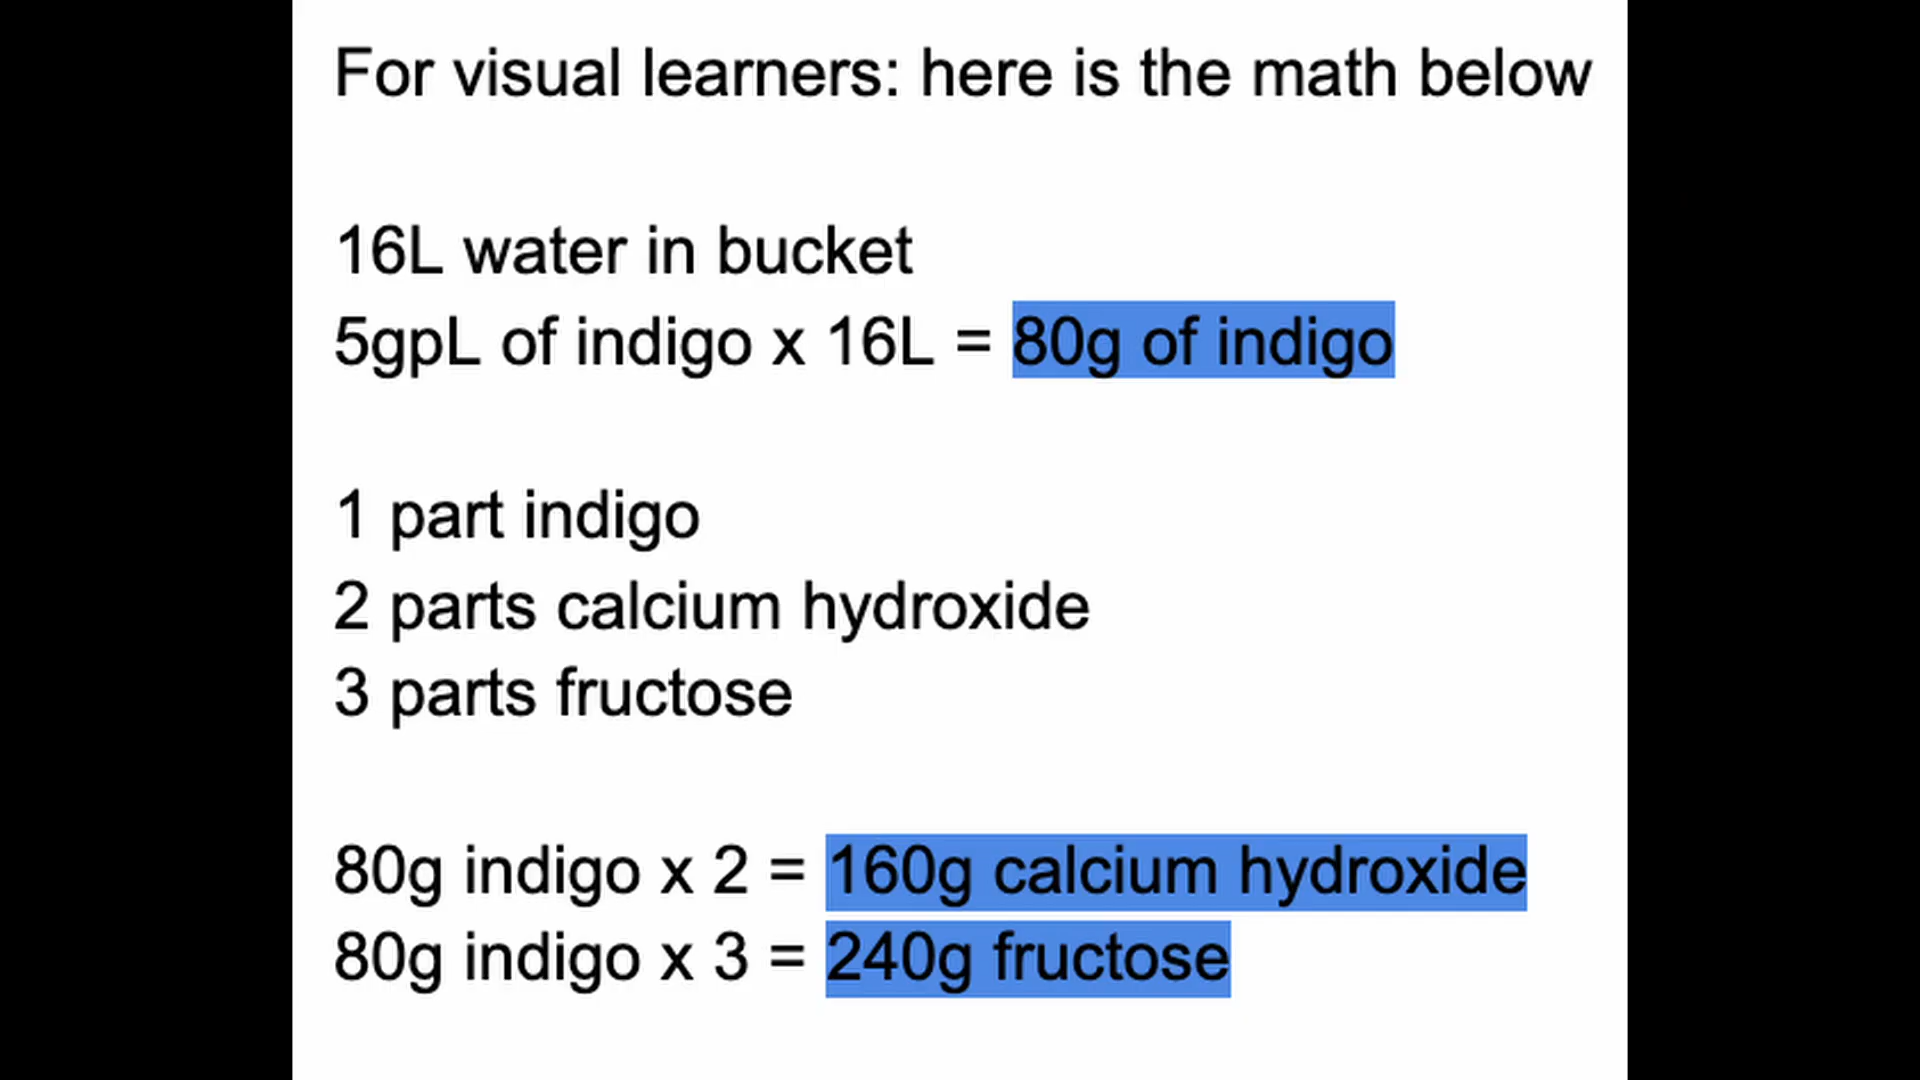 For visual learners: here is the math below
16L water in bucket
5gpL of indigo x 16L = 80g of indigo
1 part indigo
2 parts calcium hydroxide
3 parts fructose
80g indigo x 2 = 160g calcium hydroxide
80g indigo x 3 = 240g fructose